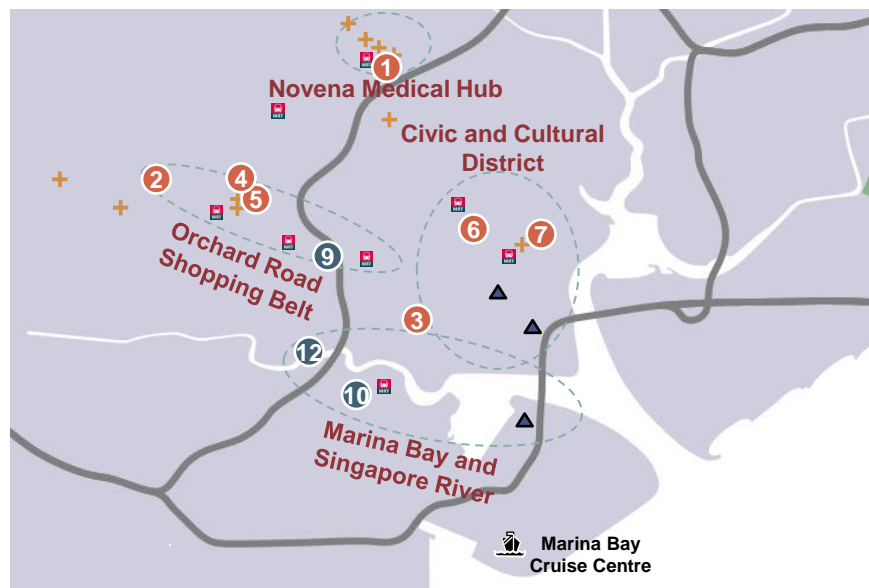 1
Novena Medical Hub
Civic and Cultural
District
2
4
5
6
7
Orchard Road
Shopping Belt
9
3
12
10
Marina Bay and
Singapore River
Marina Bay
Cruise Centre